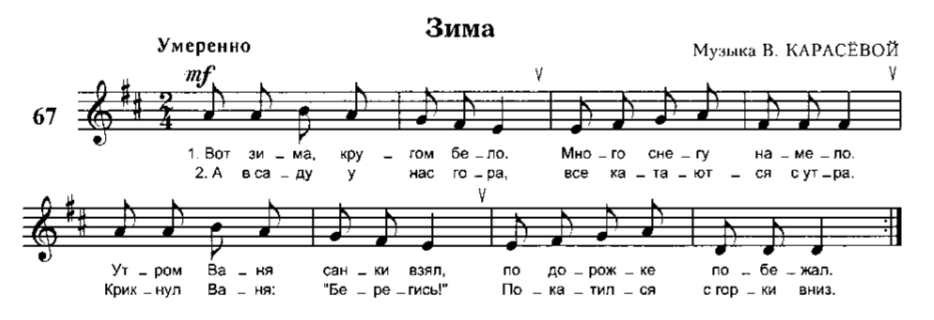 Зима
Умеренно
Музыка В. КАРАСЁВОЙ
mf
67
2
4
1. Вот зи – ма, кру – гом бе – ло. Мно – го сне – гу на – ме – ло.
2. А в са – ду у нас го – ра, все ка – та – ют – ся с ут – ра.
Ут – ром Ва – ня сан – ки взял, по до – рож – ке по – бе – жал.
Крик – нул Ва – ня: "Бе – ре – гись!" По – ка – тил – ся с гор – ки вниз.